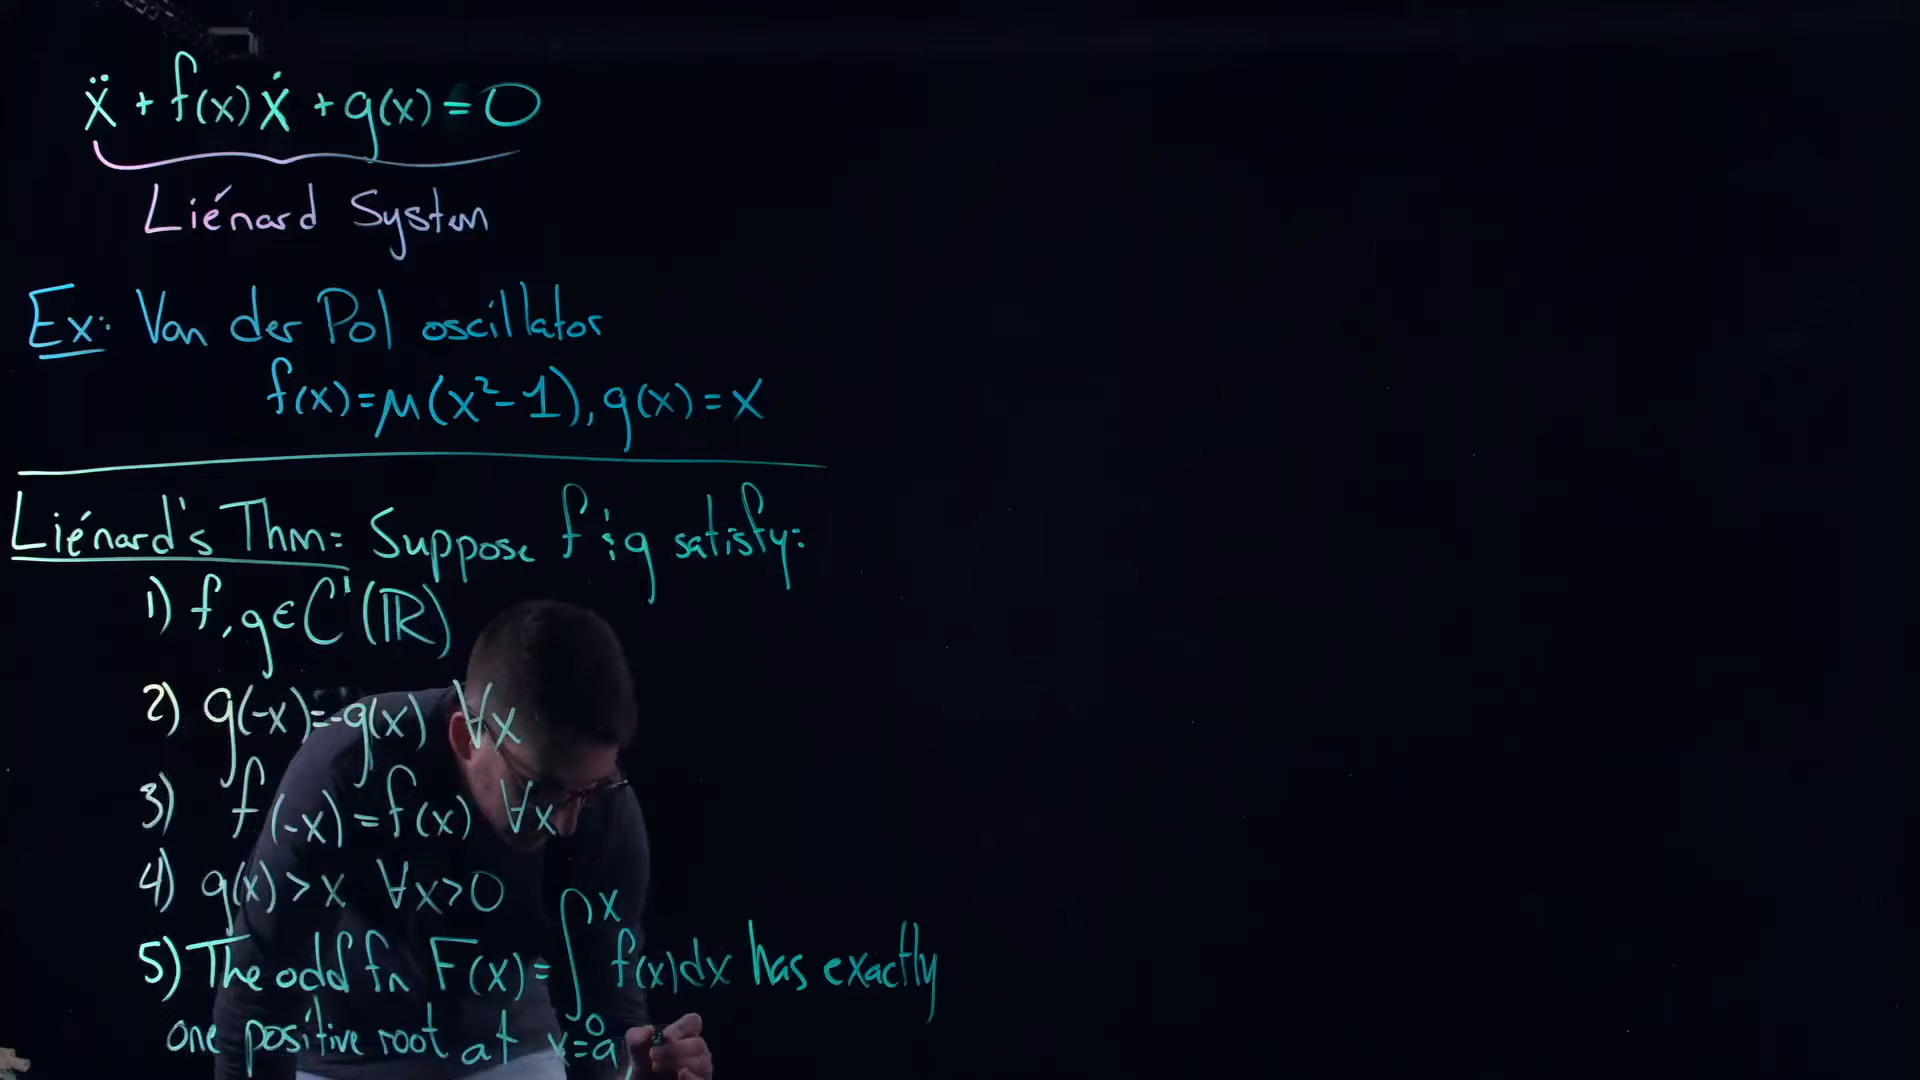 ẍ + f(x)ẋ + g(x) = 0
Liénard System
Ex: Van der Pol oscillator
f(x)=μ(x²-1), g(x)=x
Liénard's Thm: Suppose f & g satisfy:
1) f,g∈C¹(ℝ)
2) g(-x)=-g(x) ∀x
3) f(-x)=f(x) ∀x
4) g(x)>x ∀x>0
5) The odd fn F(x)=∫₀ˣ f(x)dx has exactly
one positive root at x=a,